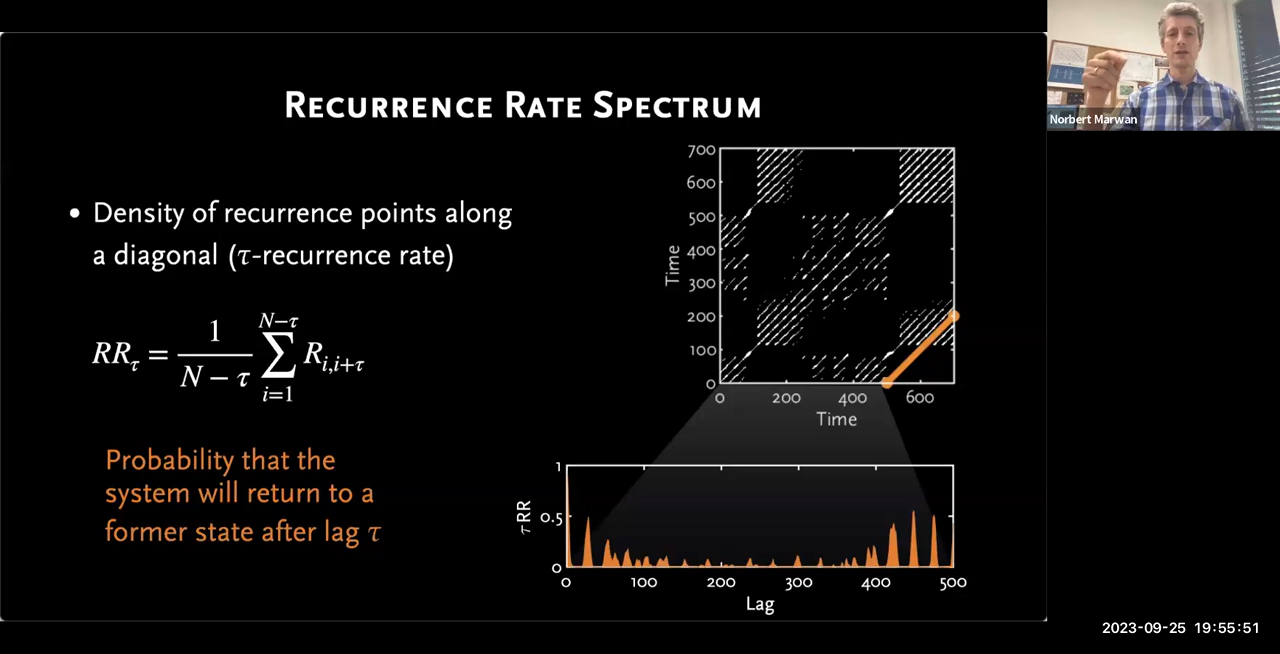 RECURRENCE RATE SPECTRUM
• Density of recurrence points along
a diagonal (τ-recurrence rate)
RR_τ = 1/(N − τ) ∑_{i=1}^{N-τ} R_{i,i+τ}
Probability that the
system will return to a
former state after lag τ
700
600
500
400
300
200
100
0
Time
0 200 400 600
Time
1
0.5
0
τRR
0 100 200 300 400 500
Lag
Norbert Marwan
2023-09-25 19:55:51